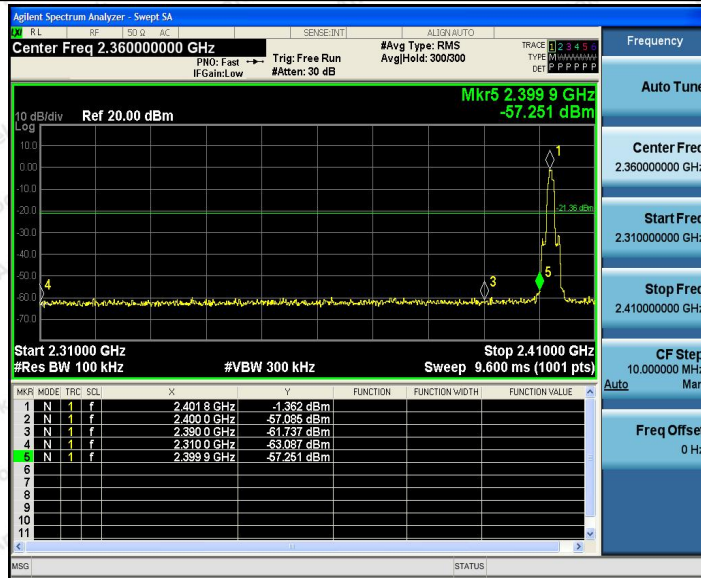 Agilent Spectrum Analyzer - Swept SA
LXI RL RF 50 Ω AC SENSE:INT ALIGN AUTO
Center Freq 2.360000000 GHz
PNO: Fast
IFGain:Low
Trig: Free Run
#Atten: 30 dB
#Avg Type: RMS
Avg|Hold: 300/300
TRACE 1 2 3 4 5 6
TYPE M
DET P P P P P P
Mkr5 2.399 9 GHz
-57.251 dBm
10 dB/div Ref 20.00 dBm
Log
10.0
0.00
-10.0
-20.0
-30.0
-40.0
-50.0
-60.0
-70.0
1
-21.36 dBm
5
3
4
Start 2.31000 GHz Stop 2.41000 GHz
#Res BW 100 kHz #VBW 300 kHz Sweep 9.600 ms (1001 pts)
MKR MODE TRC SCL X Y FUNCTION FUNCTION WIDTH FUNCTION VALUE
1 N 1 f 2.401 8 GHz -1.362 dBm
2 N 1 f 2.400 0 GHz -57.085 dBm
3 N 1 f 2.390 0 GHz -61.737 dBm
4 N 1 f 2.310 0 GHz -63.087 dBm
5 N 1 f 2.399 9 GHz -57.251 dBm
6
7
8
9
10
11
MSG STATUS
Frequency
Auto Tune
Center Freq
2.360000000 GHz
Start Freq
2.310000000 GHz
Stop Freq
2.410000000 GHz
CF Step
10.000000 MHz
Auto Man
Freq Offset
0 Hz